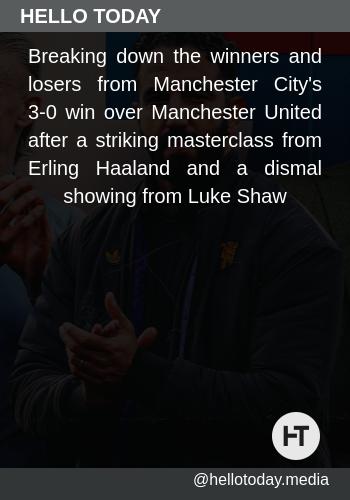 HELLO TODAY
Breaking down the winners and
losers from Manchester City's
3-0 win over Manchester United
after a striking masterclass from
Erling Haaland and a dismal
showing from Luke Shaw
HT
@hellotoday.media